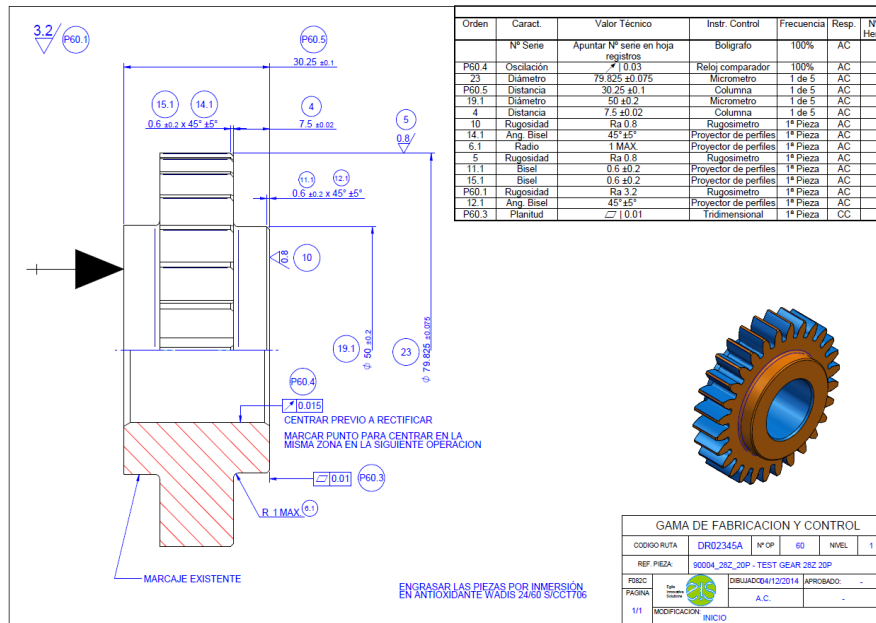 3.2
P60.1
P60.5
30.25 ±0.1
15.1
14.1
0.6 ±0.2 x 45° ±5°
4
7.5 ±0.02
5
0.8
11.1
12.1
0.6 ±0.2 x 45° ±5°
0.8
10
19.1
Φ 50 ±0.2
23
Φ 79.825 ±0.075
P60.4
0.015
CENTRAR PREVIO A RECTIFICAR
MARCAR PUNTO PARA CENTRAR EN LA
MISMA ZONA EN LA SIGUIENTE OPERACION
0.01
P60.3
R 1 MAX.
6.1
MARCAJE EXISTENTE
ENGRASAR LAS PIEZAS POR INMERSIÓN
EN ANTIOXIDANTE WADIS 24/60 S/CCT706
Orden Caract. Valor Técnico Instr. Control Frecuencia Resp. Nº
Nº Serie Apuntar Nº serie en hoja registros Boligrafo 100% AC
P60.4 Oscilación 0.03 Reloj comparador 100% AC
23 Diámetro 79.825 ±0.075 Micrometro 1 de 5 AC
P60.5 Distancia 30.25 ±0.1 Columna 1 de 5 AC
19.1 Diámetro 50 ±0.2 Micrometro 1 de 5 AC
4 Distancia 7.5 ±0.02 Columna 1 de 5 AC
10 Rugosidad Ra 0.8 Rugosimetro 1ª Pieza AC
14.1 Ang. Bisel 45°±5° Proyector de perfiles 1ª Pieza AC
6.1 Radio 1 MAX. Proyector de perfiles 1ª Pieza AC
5 Rugosidad Ra 0.8 Rugosimetro 1ª Pieza AC
11.1 Bisel 0.6 ±0.2 Proyector de perfiles 1ª Pieza AC
15.1 Bisel 0.6 ±0.2 Proyector de perfiles 1ª Pieza AC
P60.1 Rugosidad Ra 3.2 Rugosimetro 1ª Pieza AC
12.1 Ang. Bisel 45°±5° Proyector de perfiles 1ª Pieza AC
P60.3 Planitud 0.01 Tridimensional 1ª Pieza CC
GAMA DE FABRICACION Y CONTROL
CODIGO RUTA DR02345A Nº OP 60 NIVEL 1
REF. PIEZA: 90004_28Z_20P - TEST GEAR 28Z 20P
F082C DIBUJADO: 04/12/2014 APROBADO: -
PAGINA A.C. -
1/1 MODIFICACION: INICIO